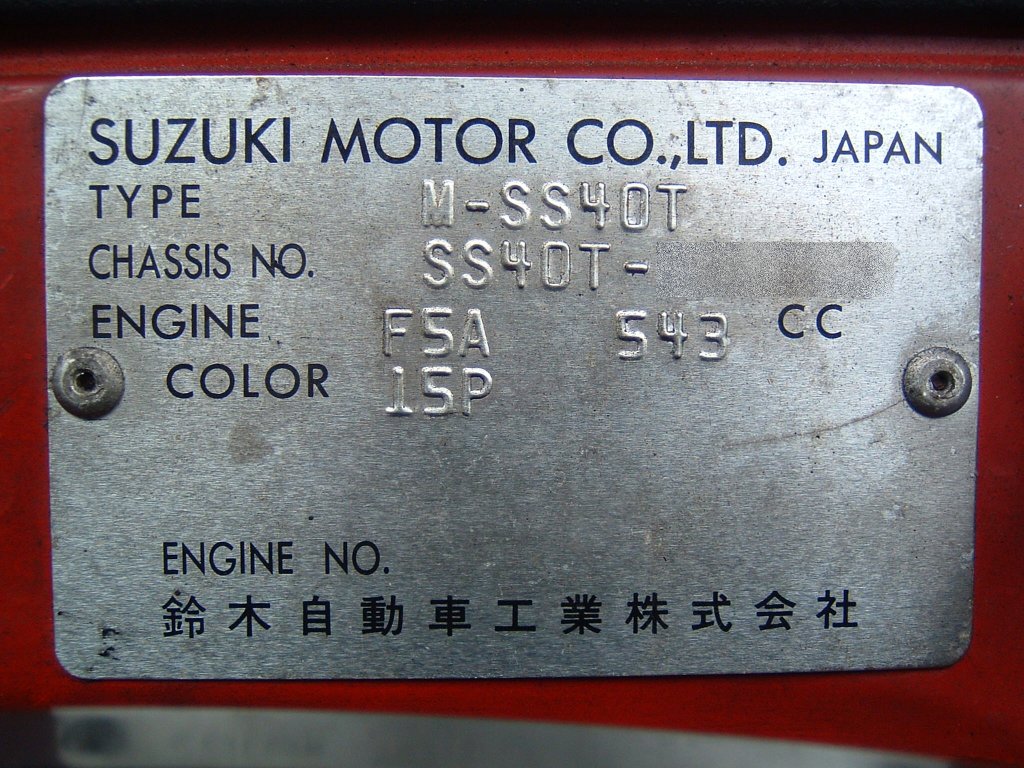 SUZUKI MOTOR CO.,LTD. JAPAN
TYPE M-SS40T
CHASSIS NO. SS40T-
ENGINE F5A 543 CC
COLOR 15P
ENGINE NO.
鈴木自動車工業株式会社